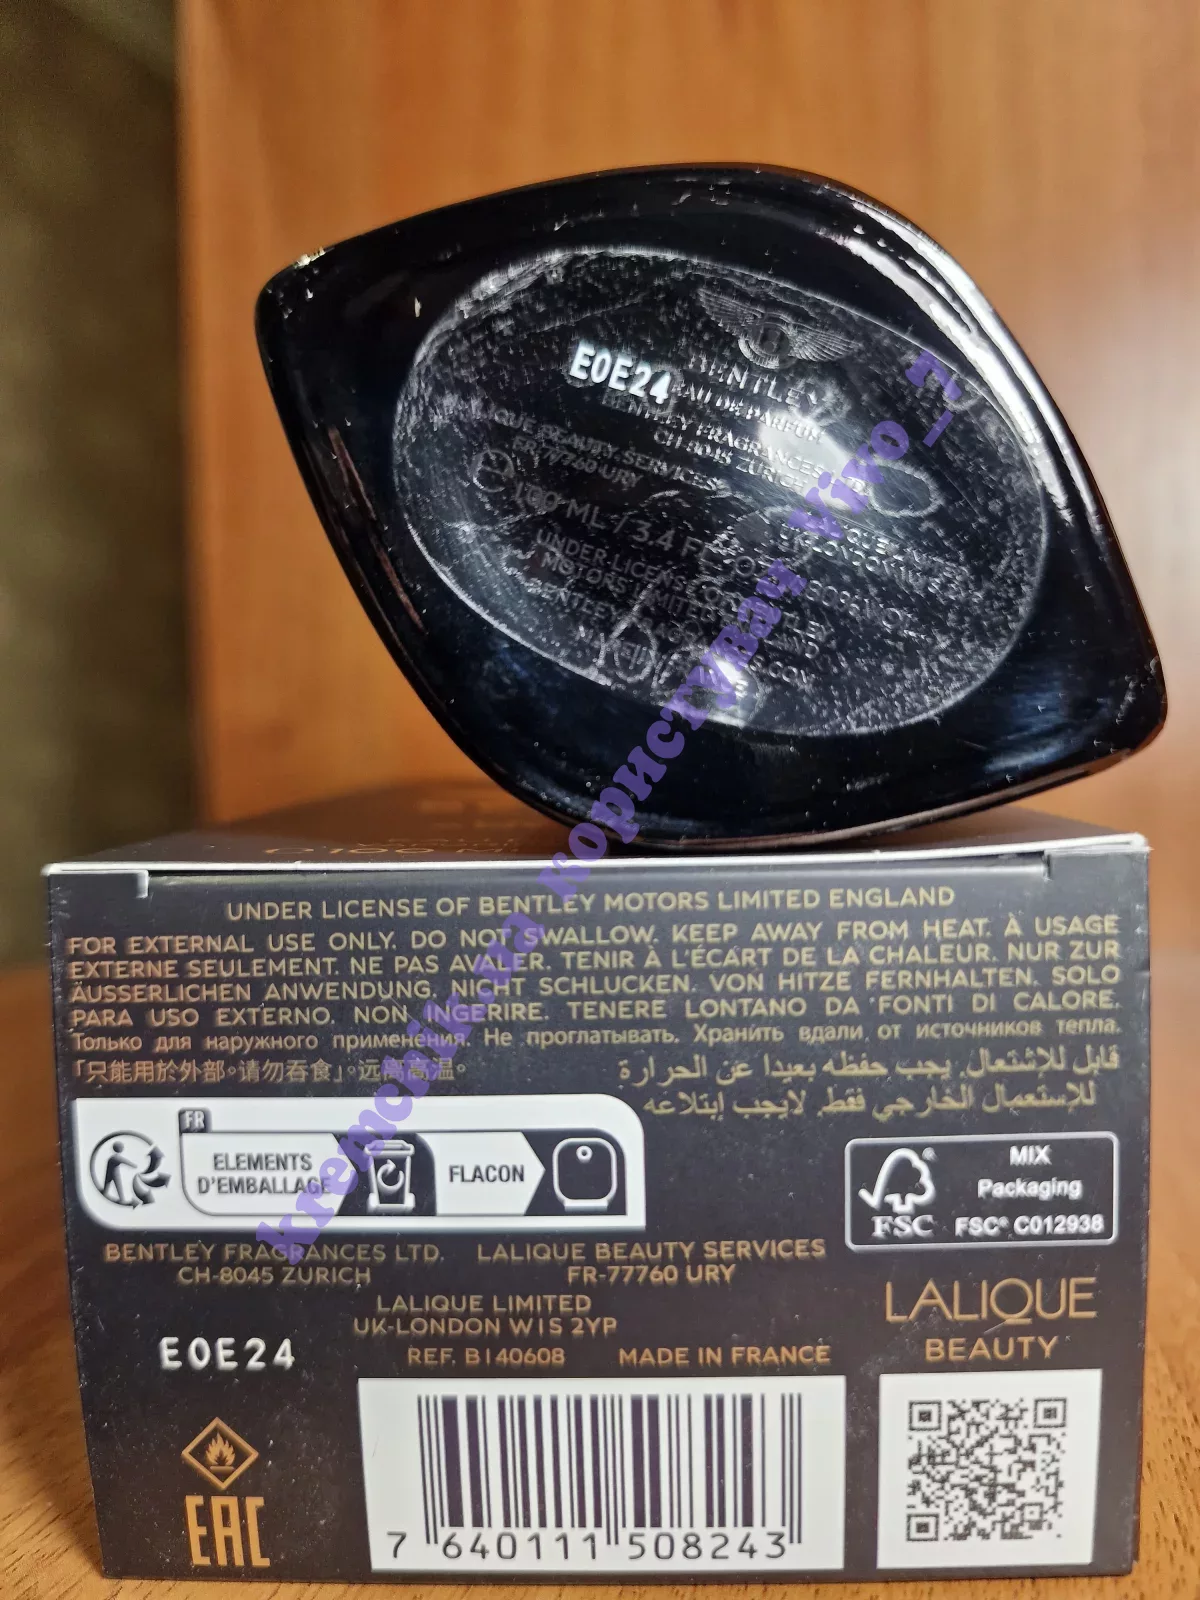 BENTLEY
EAU DE PARFUM
BENTLEY FRAGRANCES
CH-8045 ZURICH
E0E24
BEAUTY SERVICES
FR-77760 URY
100 ML / 3.4 FL
UNDER LICENSE
MOTORS LIMITED
BENTLEY
kremchik.ua користувач Vivo_r
UNDER LICENSE OF BENTLEY MOTORS LIMITED ENGLAND
FOR EXTERNAL USE ONLY. DO NOT SWALLOW. KEEP AWAY FROM HEAT. À USAGE
EXTERNE SEULEMENT. NE PAS AVALER. TENIR À L'ÉCART DE LA CHALEUR. NUR ZUR
ÄUSSERLICHEN ANWENDUNG. NICHT SCHLUCKEN. VON HITZE FERNHALTEN. SOLO
PARA USO EXTERNO. NON INGERIRE. TENERE LONTANO DA FONTI DI CALORE.
Только для наружного применения. Не проглатывать. Хранить вдали от источников тепла.
「只能用於外部。请勿吞食」。远离高温。
قابل للإشتعال. يجب حفظه بعيدا عن الحرارة
للإستعمال الخارجي فقط. لايجب إبتلاعه
FR
ELEMENTS
D'EMBALLAGE
FLACON
MIX
Packaging
FSC FSC® C012938
BENTLEY FRAGRANCES LTD. LALIQUE BEAUTY SERVICES
CH-8045 ZURICH FR-77760 URY
LALIQUE LIMITED
UK-LONDON W1S 2YP
LALIQUE
BEAUTY
E0E24
REF. B140608 MADE IN FRANCE
EAC
7 640111 508243